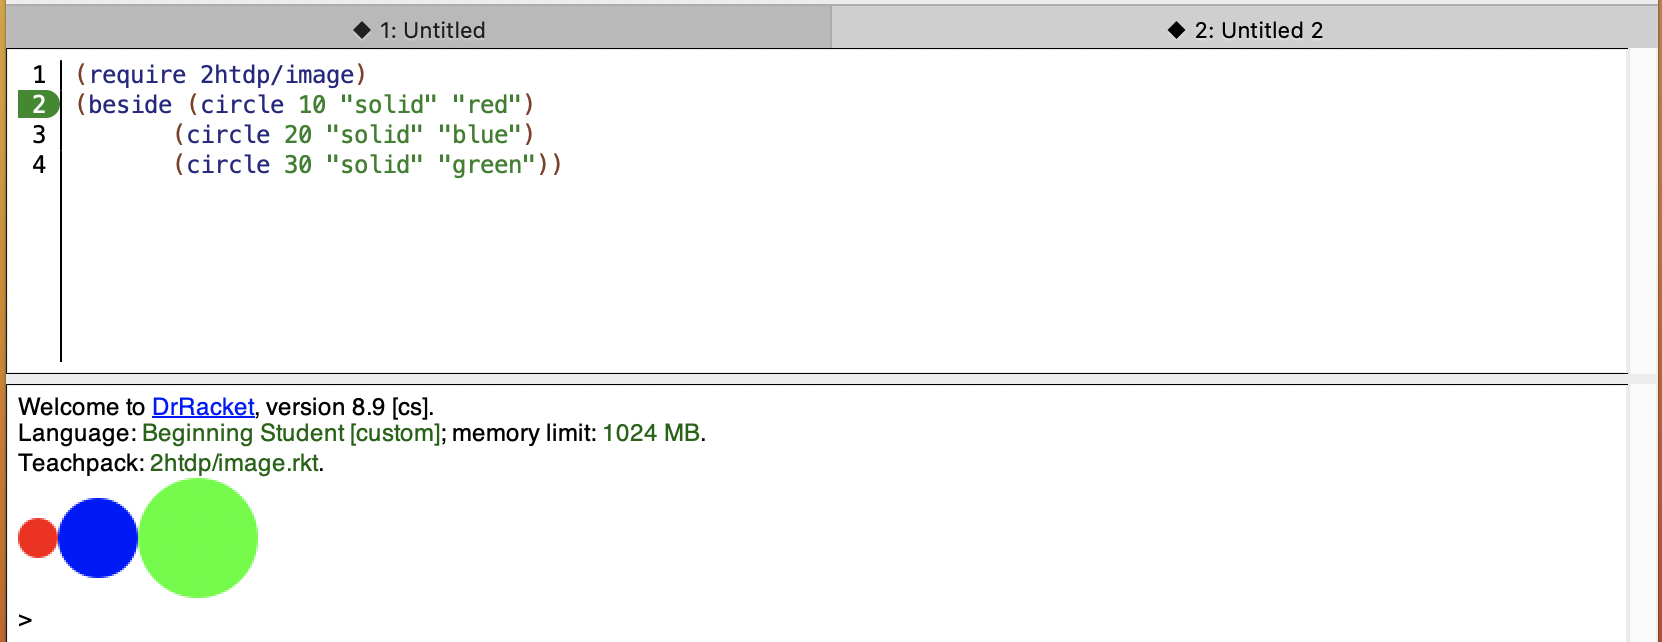 ◆ 1: Untitled
◆ 2: Untitled 2
1 (require 2htdp/image)
2 (beside (circle 10 "solid" "red")
3        (circle 20 "solid" "blue")
4        (circle 30 "solid" "green"))
Welcome to DrRacket, version 8.9 [cs].
Language: Beginning Student [custom]; memory limit: 1024 MB.
Teachpack: 2htdp/image.rkt.
>